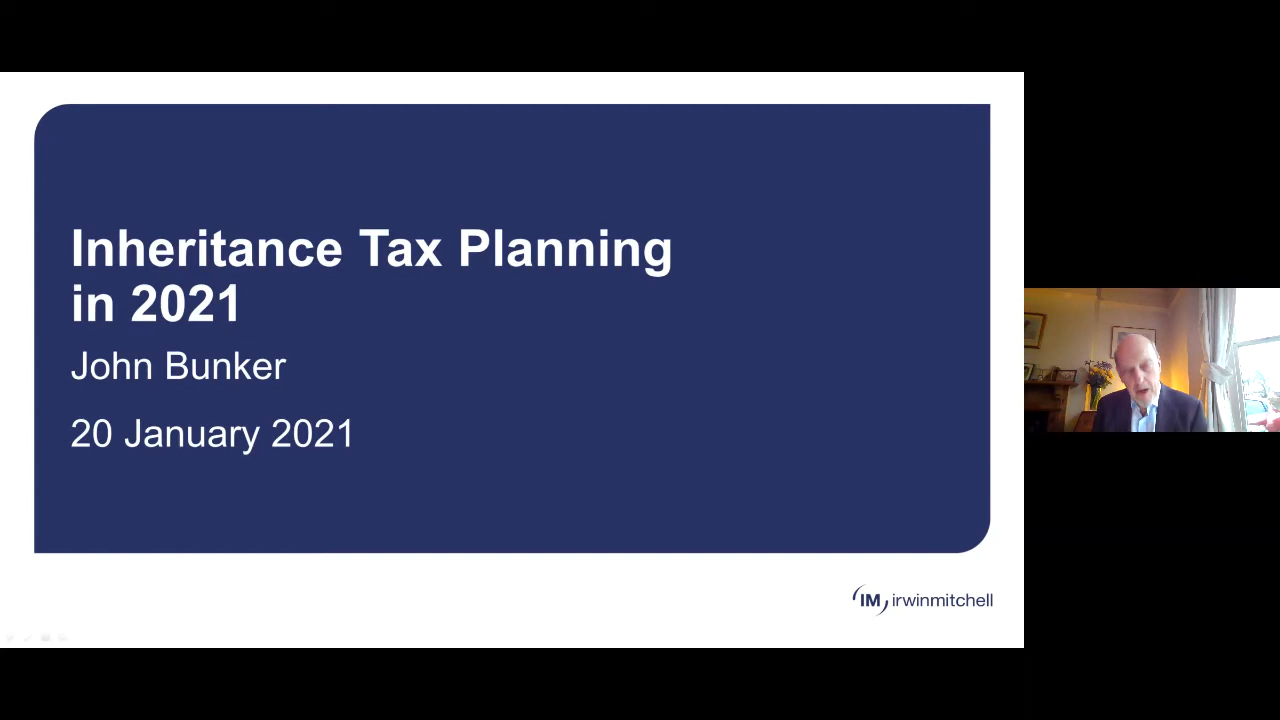 Inheritance Tax Planning
in 2021
John Bunker
20 January 2021
IM irwinmitchell